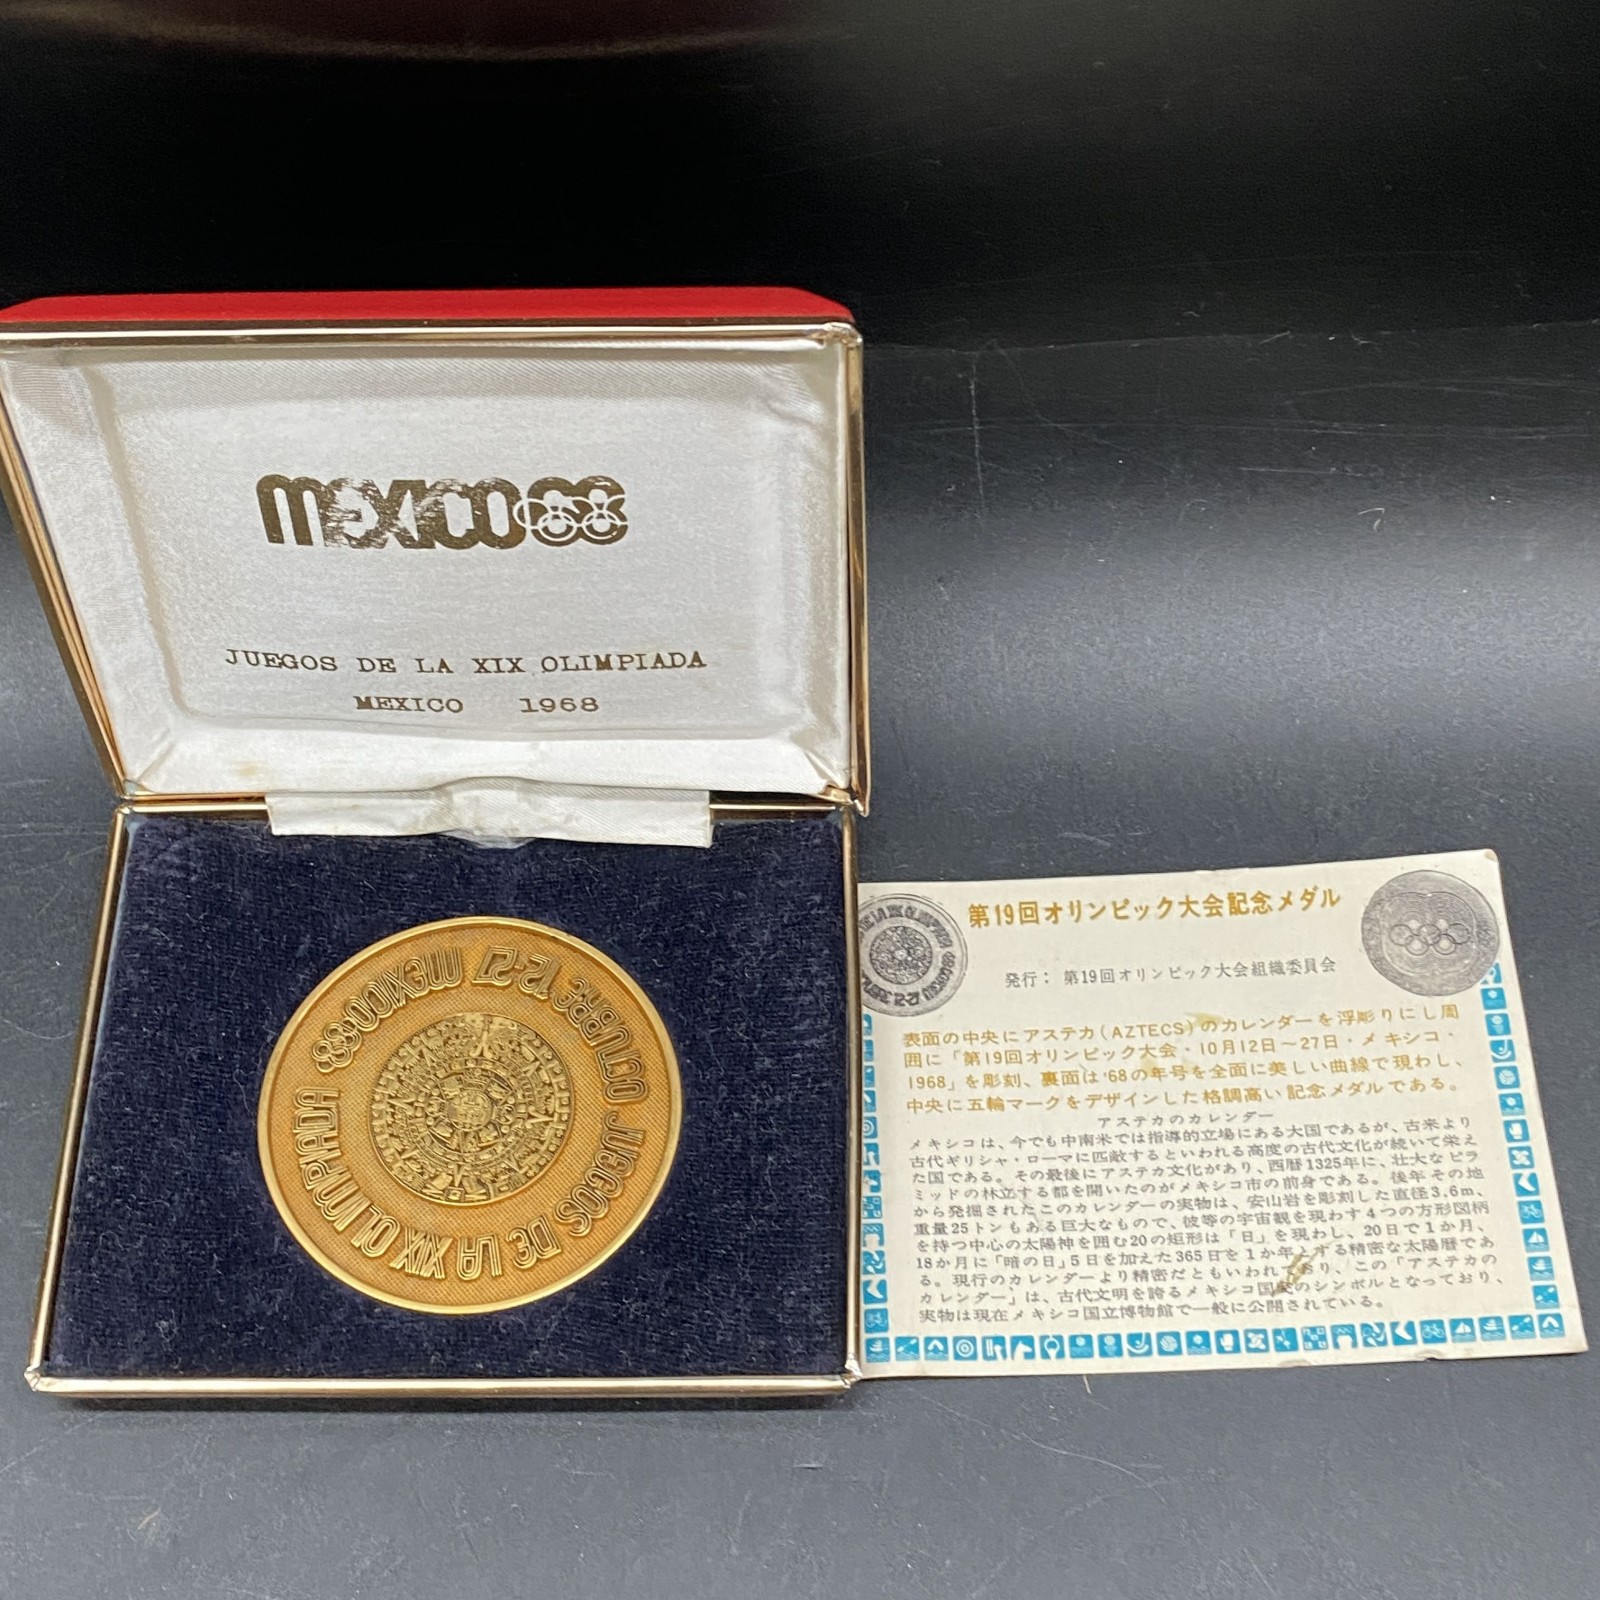 MEXICO68
JUEGOS DE LA XIX OLIMPIADA
MEXICO 1968
JUEGOS DE LA XIX OLIMPIADA MEXICO·68 12-27 OCTUBRE
第19回オリンピック大会記念メダル
発行：第19回オリンピック大会組織委員会
表面の中央にアステカ(AZTECS)のカレンダーを浮彫りにし周
囲に「第19回オリンピック大会・10月12日～27日・メキシコ・
1968」を彫刻、裏面は'68の年号を全面に美しい曲線で現わし、
中央に五輪マークをデザインした格調高い記念メダルである。
アステカのカレンダー
メキシコは、今でも中南米では指導的立場にある大国であるが、古来より
古代ギリシャ・ローマに匹敵するといわれる高度の古代文化が続いて栄え
た国である。その最後にアステカ文化があり、西暦1325年に、壮大なピラ
ミッドの林立する都を開いたのがメキシコ市の前身である。後年その地
から発掘されたこのカレンダーの実物は、安山岩を彫刻した直径3.6m、
重量25トンもある巨大なもので、彼等の宇宙観を現わす4つの方形図柄
を持つ中心の太陽神を囲む20の矩形は「日」を現わし、20日で1か月、
18か月に「暗の日」5日を加えた365日を1か年とする精密な太陽暦であ
る。現行のカレンダーより精密だともいわれており、この「アステカの
カレンダー」は、古代文明を誇るメキシコ国民のシンボルとなっており、
実物は現在メキシコ国立博物館で一般に公開されている。